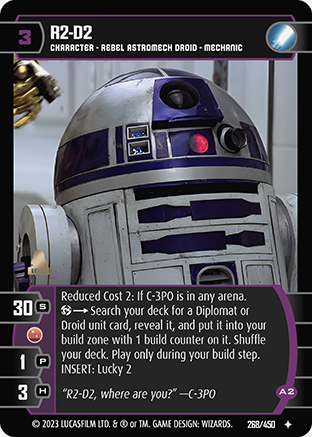 3
R2-D2
CHARACTER - REBEL ASTROMECH DROID - MECHANIC
30 S
1 P
3 H
Reduced Cost 2: If C-3PO is in any arena.
→ Search your deck for a Diplomat or
Droid unit card, reveal it, and put it into your
build zone with 1 build counter on it. Shuffle
your deck. Play only during your build step.
INSERT: Lucky 2
“R2-D2, where are you?” —C-3PO
A2
© 2023 LUCASFILM LTD. & ® or TM. GAME DESIGN: WIZARDS.
268/450